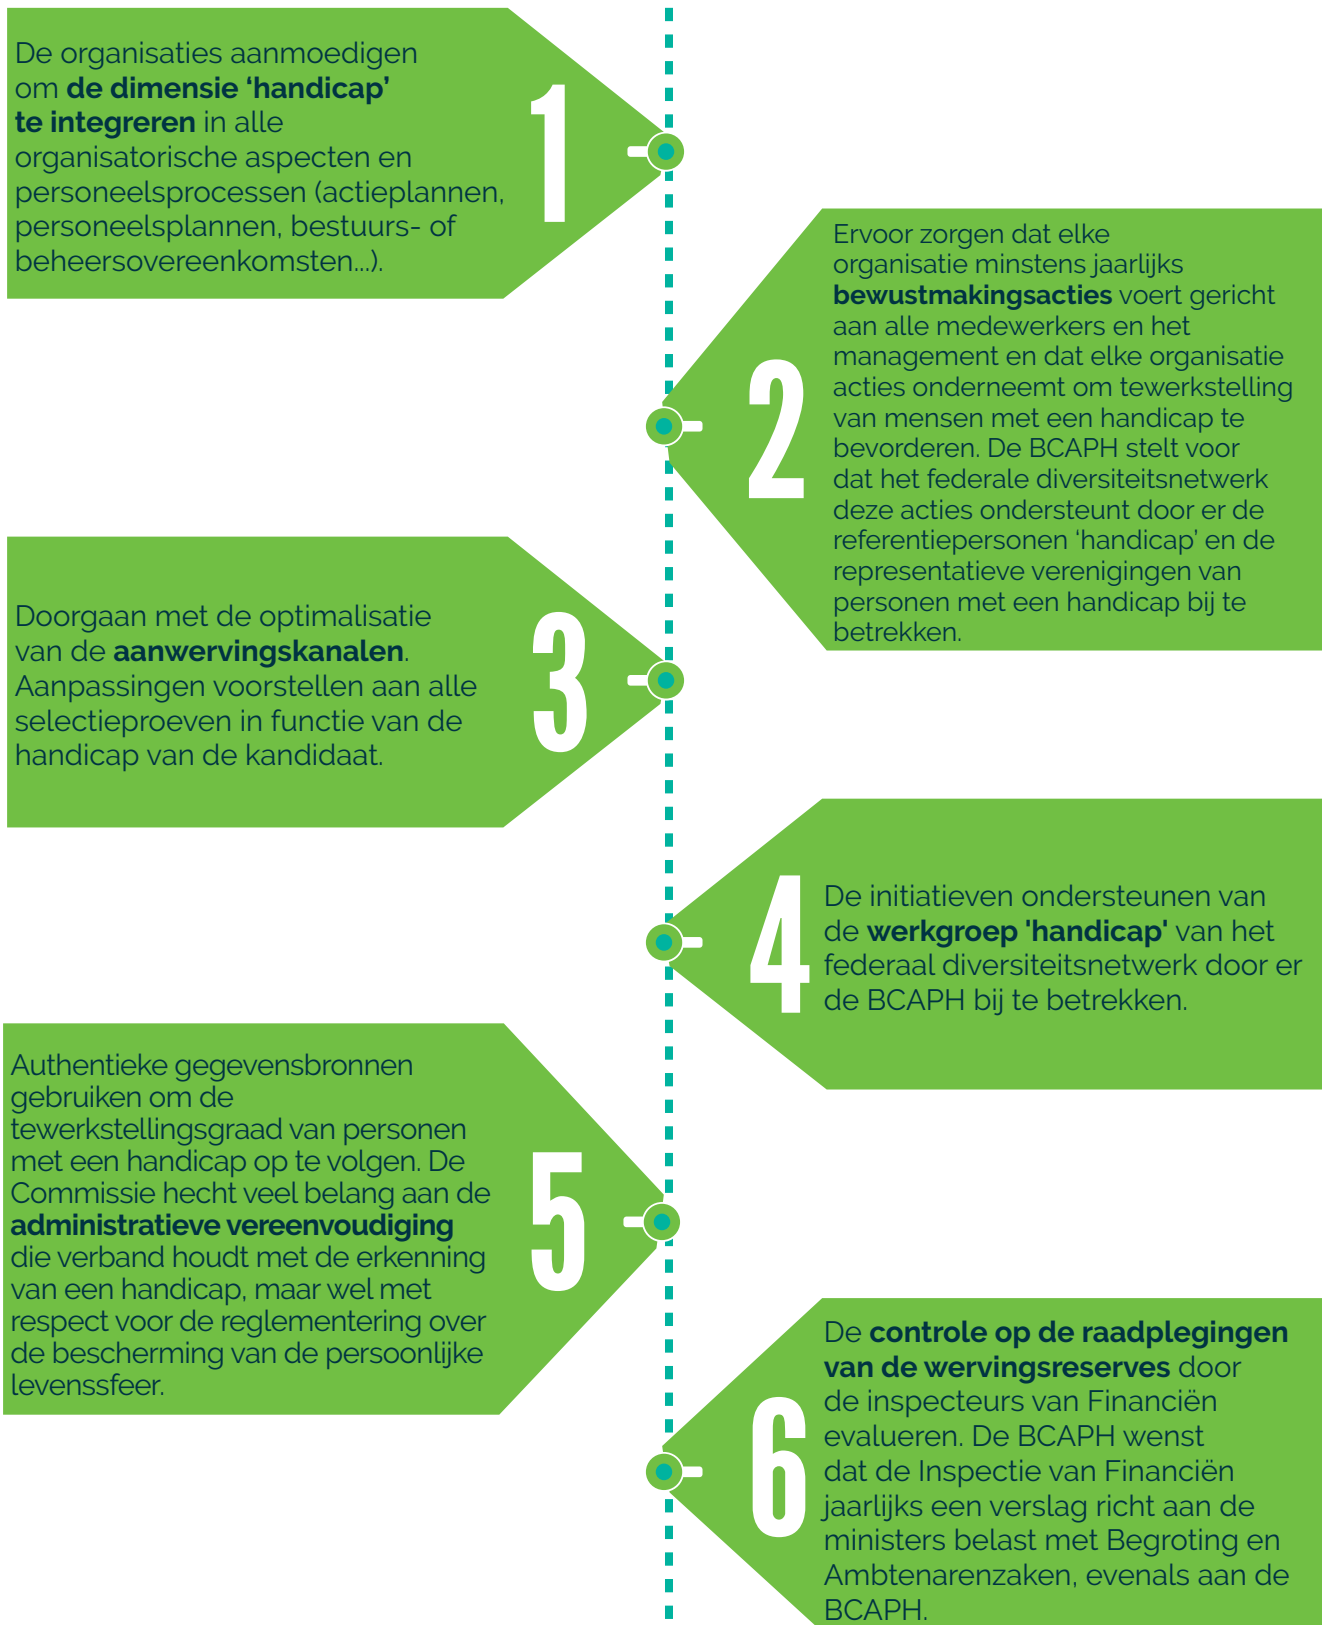 De organisaties aanmoedigen
om de dimensie ‘handicap’
te integreren in alle
organisatorische aspecten en
personeelsprocessen (actieplannen,
personeelsplannen, bestuurs- of
beheersovereenkomsten...).
1
Ervoor zorgen dat elke
organisatie minstens jaarlijks
bewustmakingsacties voert gericht
aan alle medewerkers en het
management en dat elke organisatie
acties onderneemt om tewerkstelling
van mensen met een handicap te
bevorderen. De BCAPH stelt voor
dat het federale diversiteitsnetwerk
deze acties ondersteunt door er de
referentiepersonen ‘handicap’ en de
representatieve verenigingen van
personen met een handicap bij te
betrekken.
2
Doorgaan met de optimalisatie
van de aanwervingskanalen.
Aanpassingen voorstellen aan alle
selectieproeven in functie van de
handicap van de kandidaat.
3
De initiatieven ondersteunen van
de werkgroep 'handicap' van het
federaal diversiteitsnetwerk door er
de BCAPH bij te betrekken.
4
Authentieke gegevensbronnen
gebruiken om de
tewerkstellingsgraad van personen
met een handicap op te volgen. De
Commissie hecht veel belang aan de
administratieve vereenvoudiging
die verband houdt met de erkenning
van een handicap, maar wel met
respect voor de reglementering over
de bescherming van de persoonlijke
levenssfeer.
5
De controle op de raadplegingen
van de wervingsreserves door
de inspecteurs van Financiën
evalueren. De BCAPH wenst
dat de Inspectie van Financiën
jaarlijks een verslag richt aan de
ministers belast met Begroting en
Ambtenarenzaken, evenals aan de
BCAPH.
6